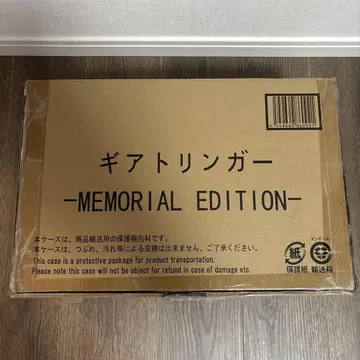 ギアトリンガー
-MEMORIAL EDITION-
本ケースは、商品輸送用の保護梱包材です。
本ケースは、つぶれ、汚れ等による交換は出来ません。ご了承ください。
This case is a protective package for product transportation.
Please note this case will not be object for refund in case of damage etc.
紙
保護紙
輸送箱